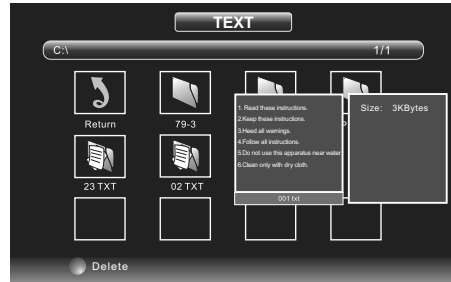 TEXT
C:\ 1/1
Return 79-3
23 TXT 02 TXT
1. Read these instructions.
2.Keep these instructions.
3.Heed all warnings.
4.Follow all instructions.
5.Do not use this apparatus near water
6.Clean only with dry cloth.
001 txt
Size: 3KBytes
Delete